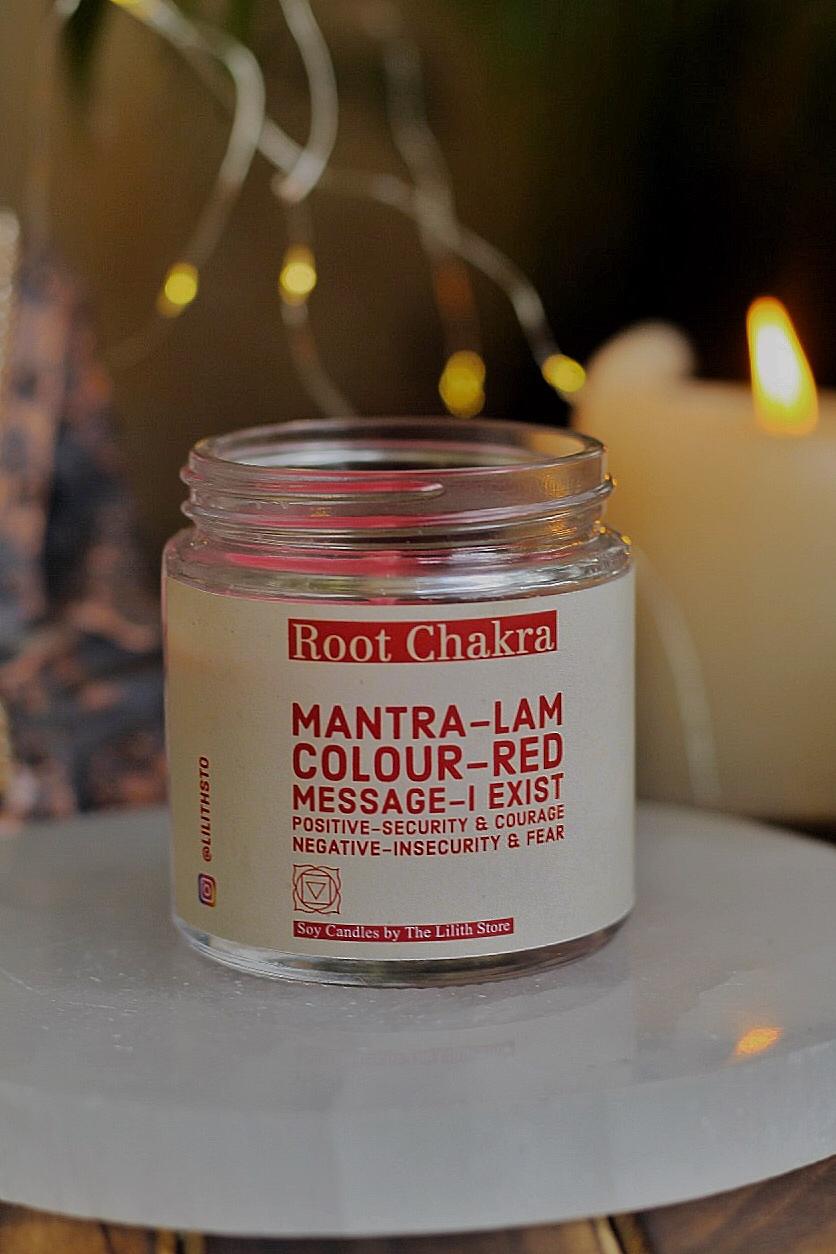 Root Chakra
MANTRA-LAM
COLOUR-RED
MESSAGE-I EXIST
POSITIVE-SECURITY & COURAGE
NEGATIVE-INSECURITY & FEAR
Soy Candles by The Lilith Store
@LILITHSTO